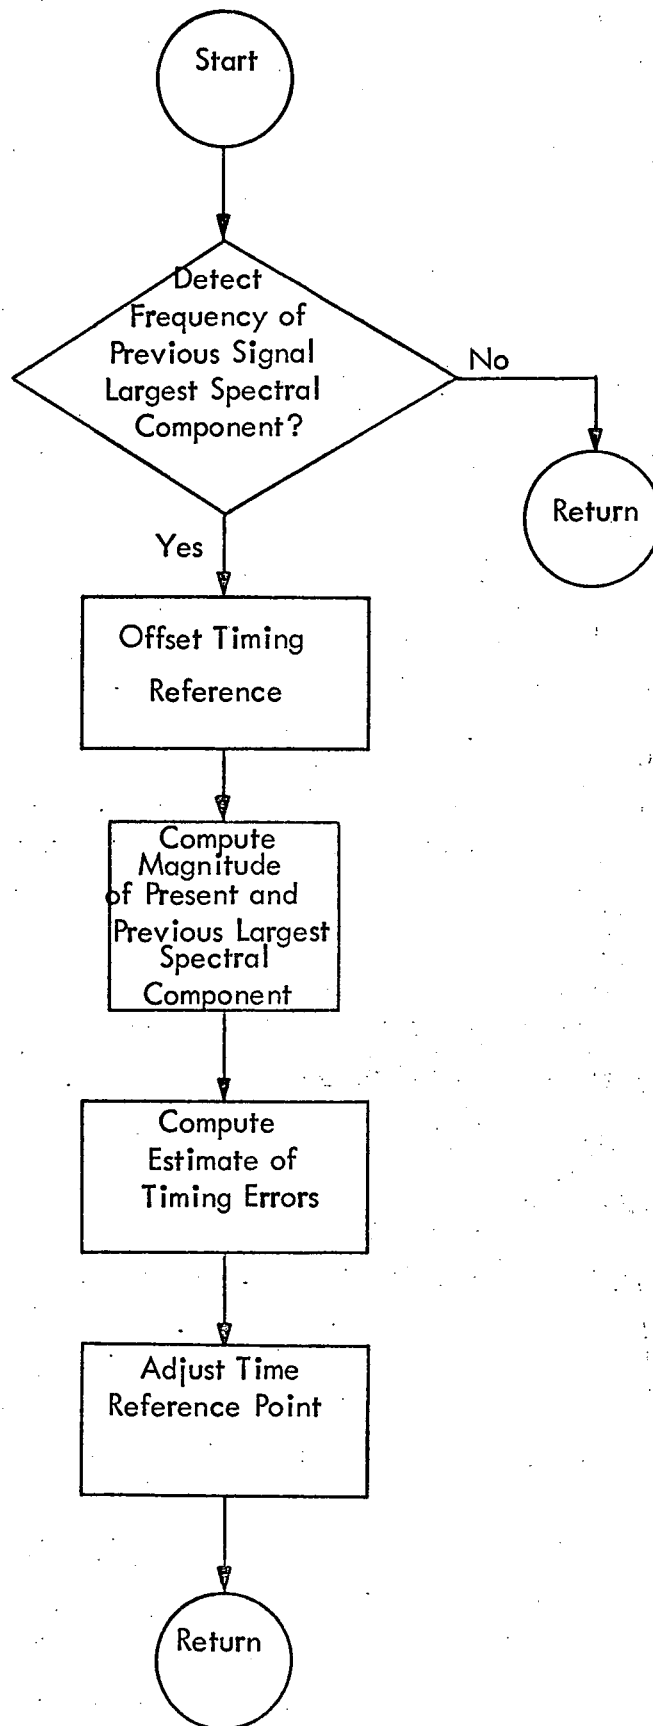 Start
Detect
Frequency of
Previous Signal
Largest Spectral
Component?
No
Return
Yes
Offset Timing
Reference
Compute
Magnitude
of Present and
Previous Largest
Spectral
Component
Compute
Estimate of
Timing Errors
Adjust Time
Reference Point
Return